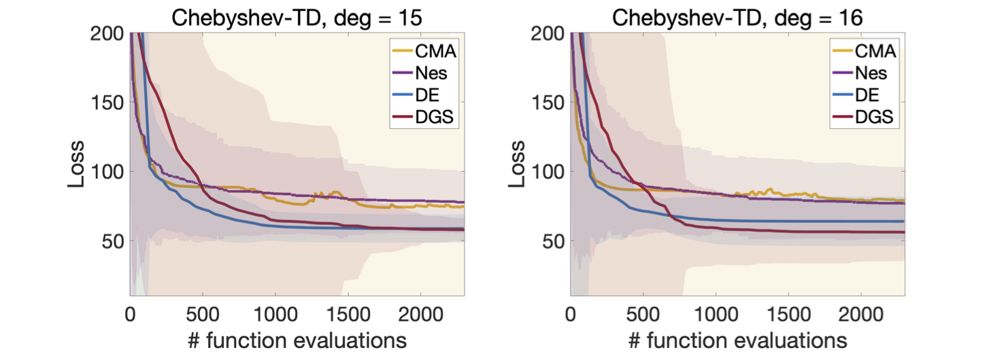 Chebyshev-TD, deg = 15
200
150
100
50
Loss
CMA
Nes
DE
DGS
0 500 1000 1500 2000
# function evaluations
Chebyshev-TD, deg = 16
200
150
100
50
Loss
CMA
Nes
DE
DGS
0 500 1000 1500 2000
# function evaluations